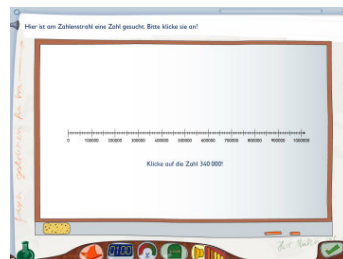 Hier ist am Zahlenstrahl eine Zahl gesucht. Bitte klicke sie an!
0 100000 200000 300000 400000 500000 600000 700000 800000 900000 1000000
Klicke auf die Zahl 340 000!